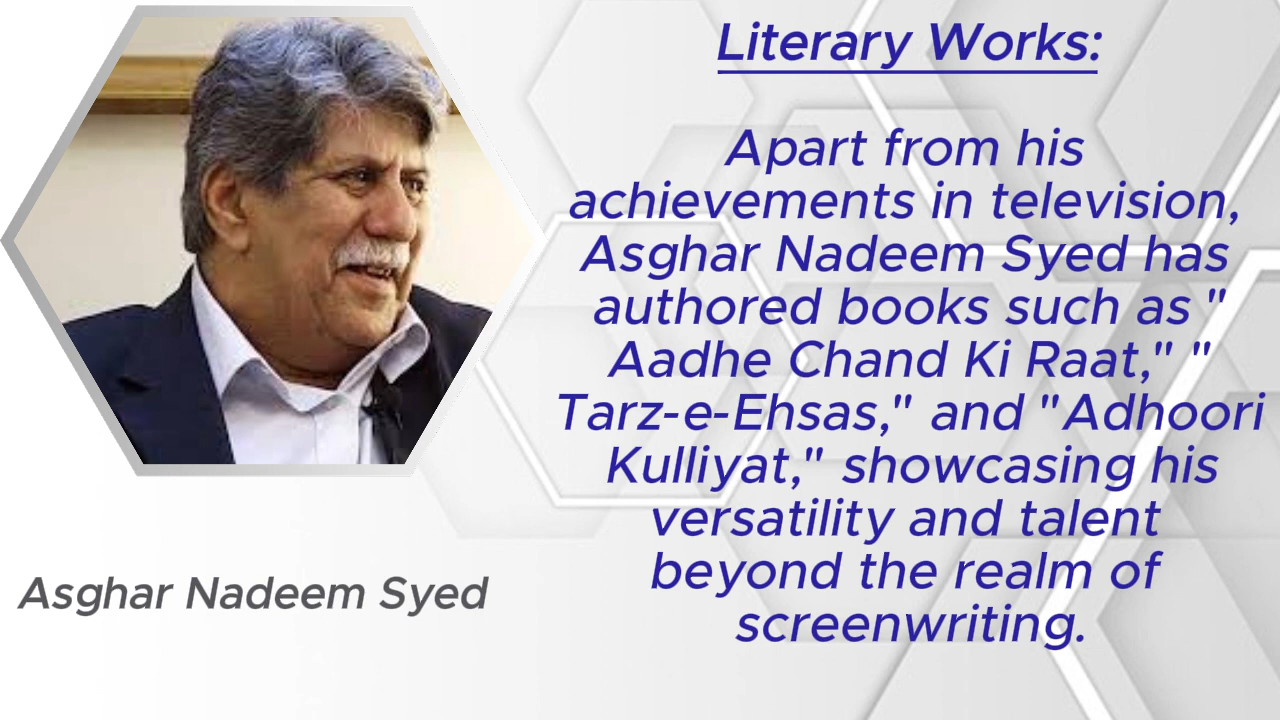 Literary Works:
Apart from his
achievements in television,
Asghar Nadeem Syed has
authored books such as "
Aadhe Chand Ki Raat," "
Tarz-e-Ehsas," and "Adhoori
Kulliyat," showcasing his
versatility and talent
beyond the realm of
screenwriting.
Asghar Nadeem Syed